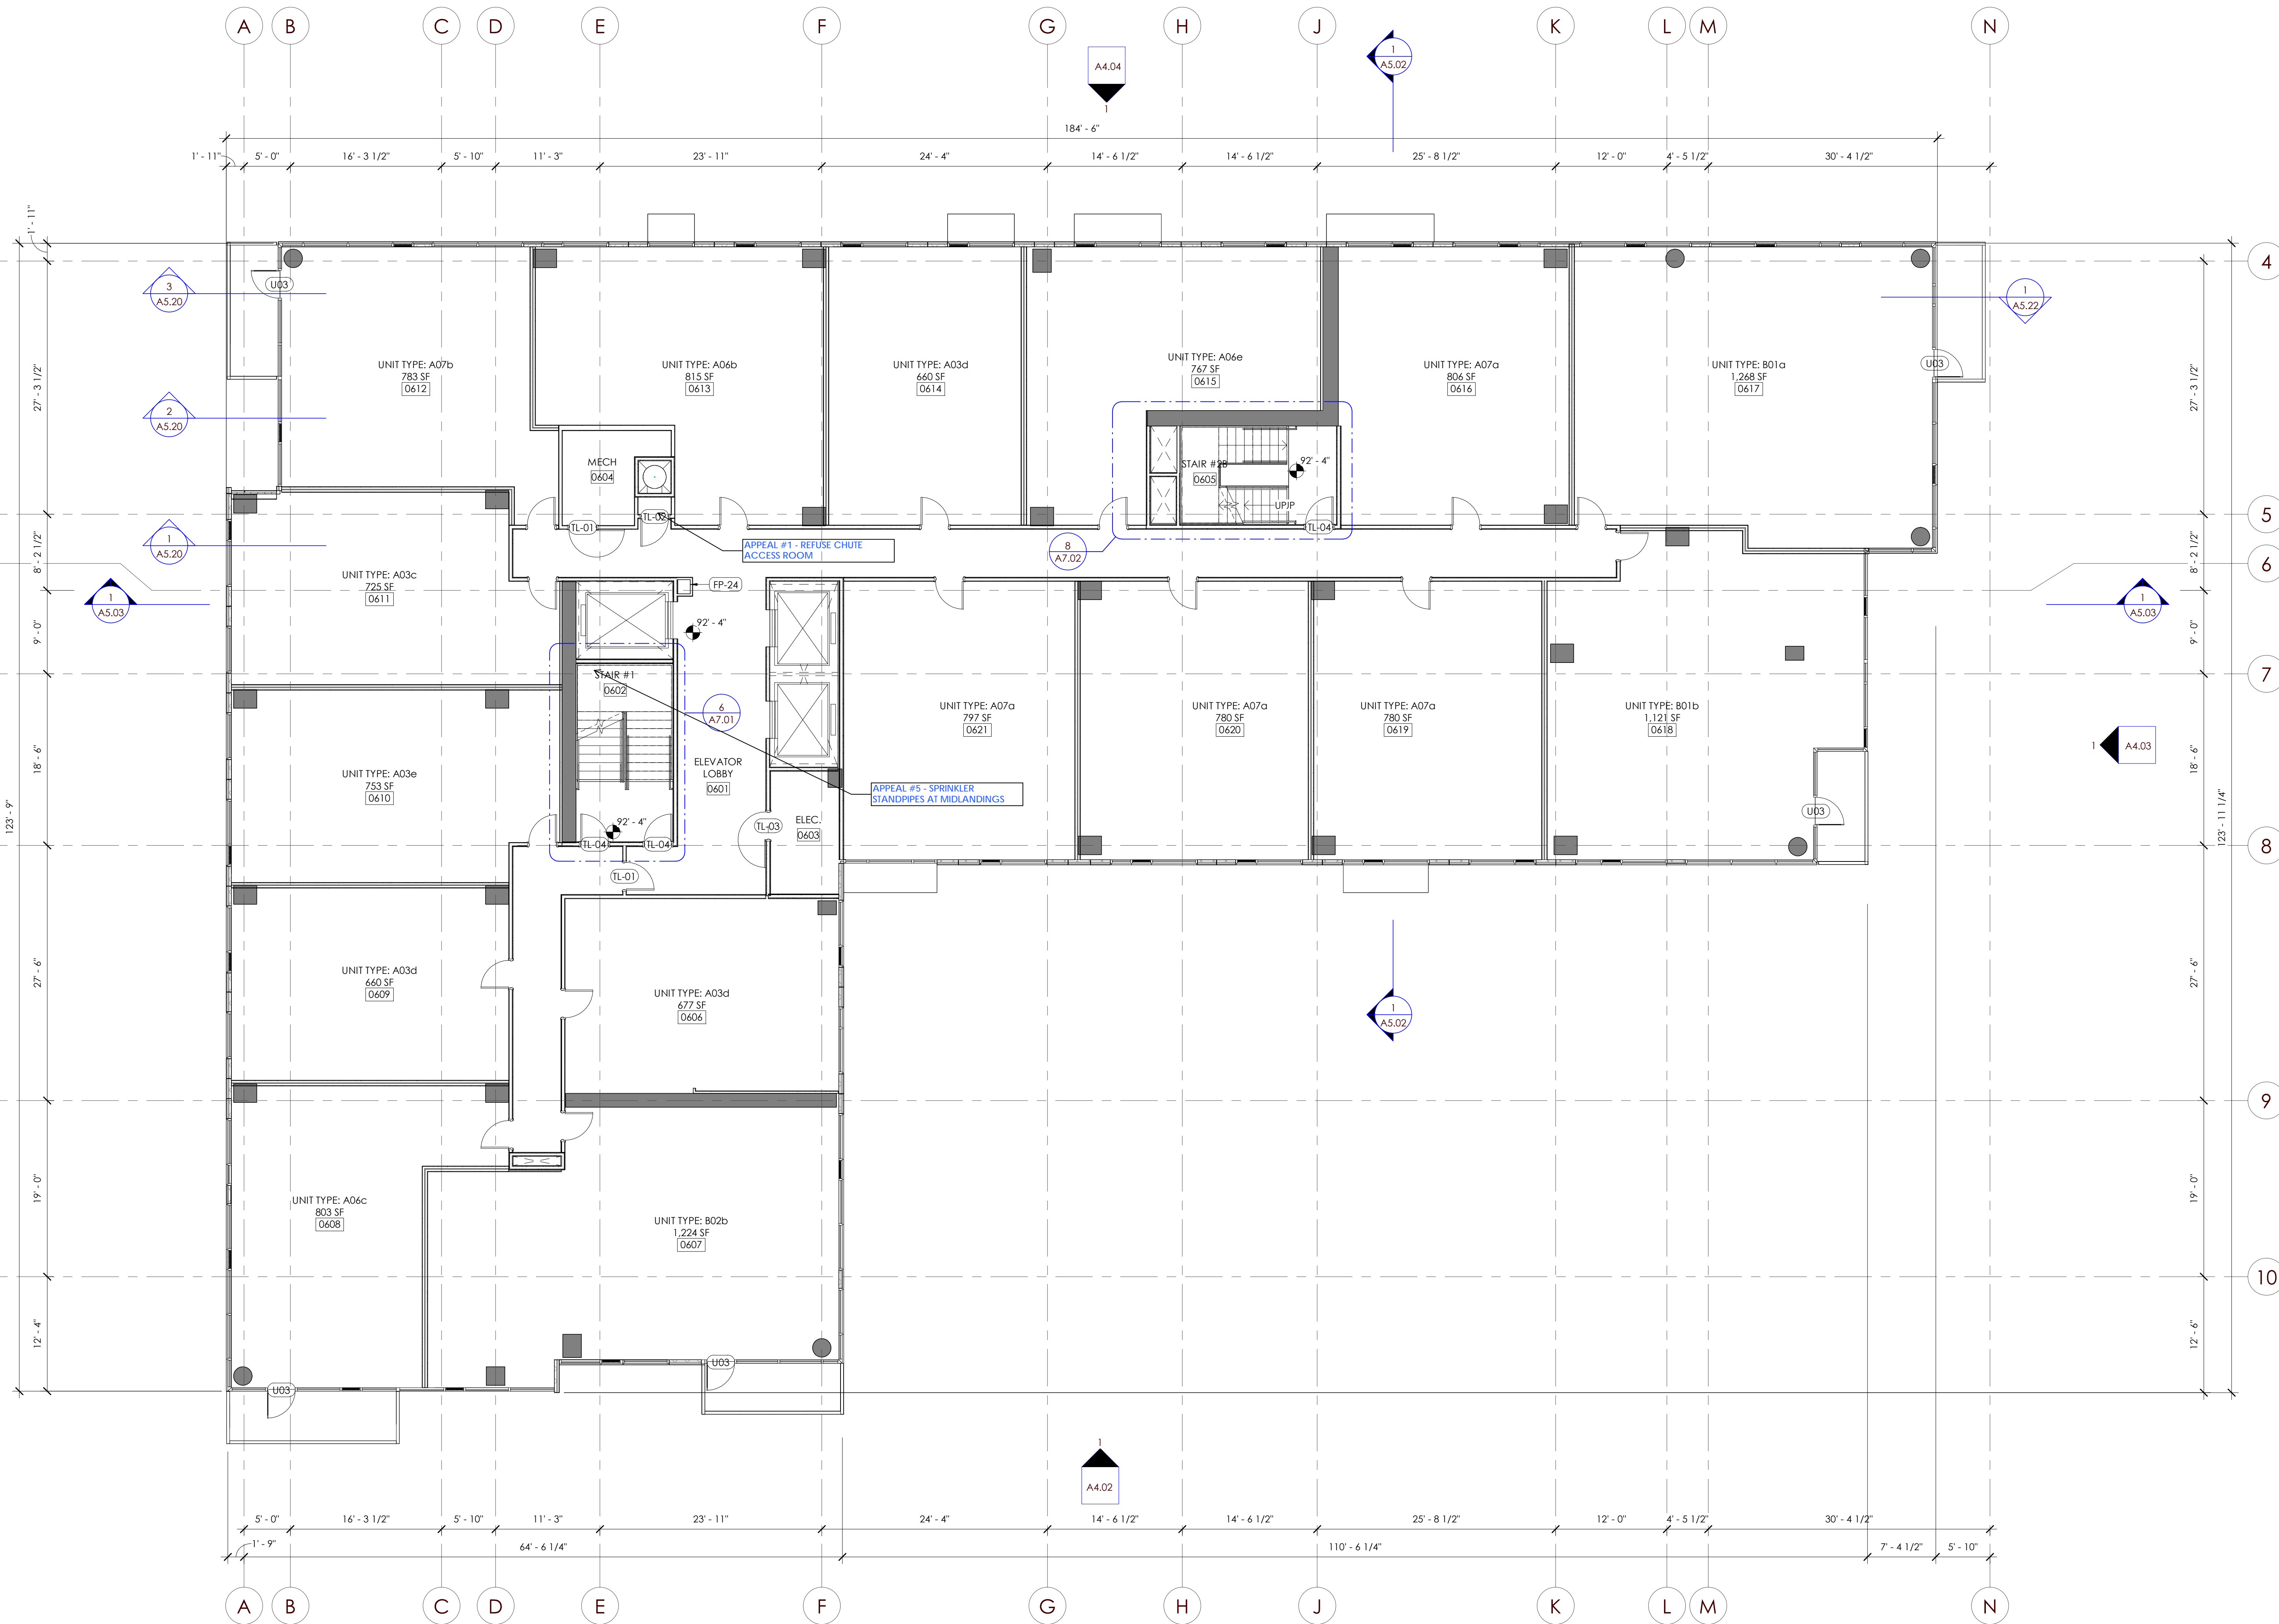 A B C D E F G H J K L M N
A4.04
1
1
A5.02
184' - 6"
1' - 11" 5' - 0" 16' - 3 1/2" 5' - 10" 11' - 3" 23' - 11" 24' - 4" 14' - 6 1/2" 14' - 6 1/2" 25' - 8 1/2" 12' - 0" 4' - 5 1/2" 30' - 4 1/2"
1' - 11"
27' - 3 1/2"
8' - 2 1/2"
9' - 0"
18' - 6"
27' - 6"
19' - 0"
12' - 4"
123' - 9"
3
A5.20
2
A5.20
1
A5.20
1
A5.03
U03
UNIT TYPE: A07b
783 SF
0612
UNIT TYPE: A06b
815 SF
0613
UNIT TYPE: A03d
660 SF
0614
UNIT TYPE: A06e
767 SF
0615
UNIT TYPE: A07a
806 SF
0616
UNIT TYPE: B01a
1,268 SF
0617
U03
1
A5.22
MECH
0604
TL-01
TL-02
STAIR #2B
0605
92' - 4"
UP
TL-04
APPEAL #1 - REFUSE CHUTE
ACCESS ROOM
8
A7.02
FP-24
UNIT TYPE: A03c
725 SF
0611
92' - 4"
STAIR #1
0602
6
A7.01
ELEVATOR
LOBBY
0601
APPEAL #5 - SPRINKLER
STANDPIPES AT MIDLANDINGS
ELEC.
0603
TL-03
92' - 4"
TL-04
TL-04
TL-01
UNIT TYPE: A07a
797 SF
0621
UNIT TYPE: A07a
780 SF
0620
UNIT TYPE: A07a
780 SF
0619
UNIT TYPE: B01b
1,121 SF
0618
U03
1
A5.03
1
A4.03
UNIT TYPE: A03e
753 SF
0610
UNIT TYPE: A03d
660 SF
0609
UNIT TYPE: A03d
677 SF
0606
1
A5.02
UNIT TYPE: A06c
803 SF
0608
UNIT TYPE: B02b
1,224 SF
0607
U03
U03
27' - 3 1/2"
8' - 2 1/2"
9' - 0"
18' - 6"
27' - 6"
19' - 0"
12' - 6"
123' - 11 1/4"
4
5
6
7
8
9
10
1
A4.02
5' - 0" 16' - 3 1/2" 5' - 10" 11' - 3" 23' - 11" 24' - 4" 14' - 6 1/2" 14' - 6 1/2" 25' - 8 1/2" 12' - 0" 4' - 5 1/2" 30' - 4 1/2"
1' - 9" 64' - 6 1/4" 110' - 6 1/4" 7' - 4 1/2" 5' - 10"
A B C D E F G H J K L M N